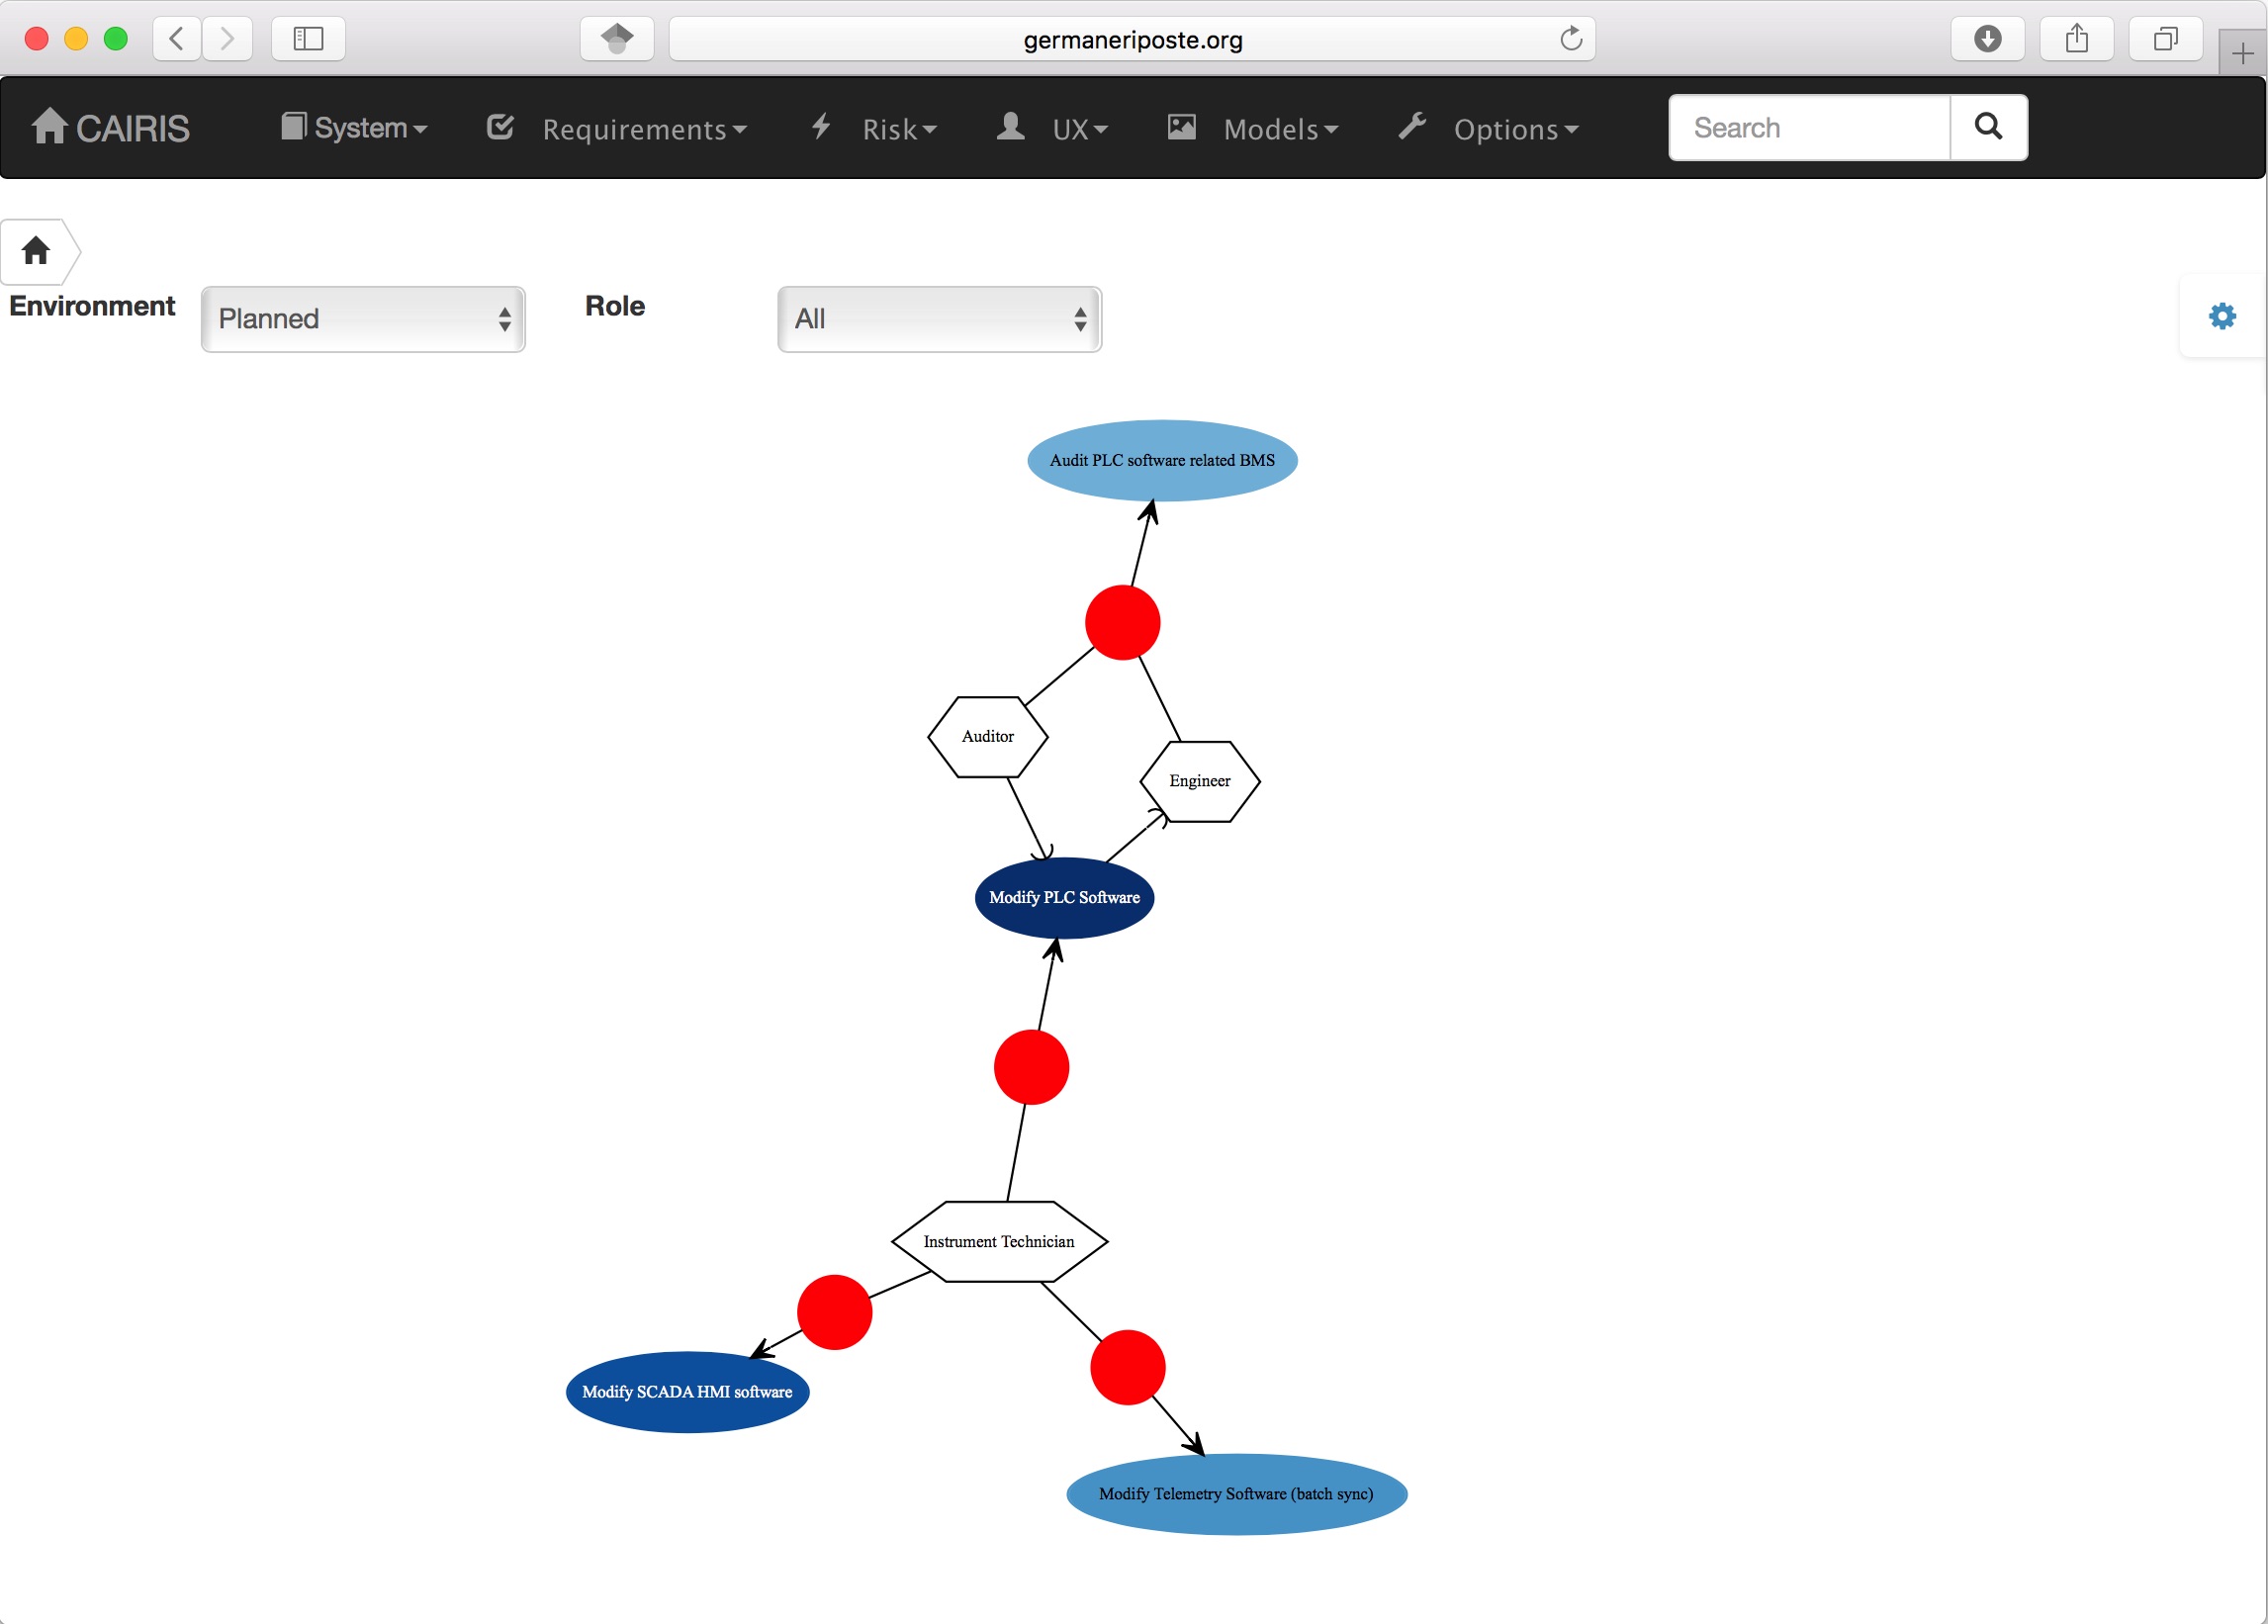 germaneriposte.org
CAIRIS System Requirements Risk UX Models Options Search
Environment Planned Role All
Audit PLC software related BMS
Auditor
Engineer
Modify PLC Software
Instrument Technician
Modify SCADA HMI software
Modify Telemetry Software (batch sync)